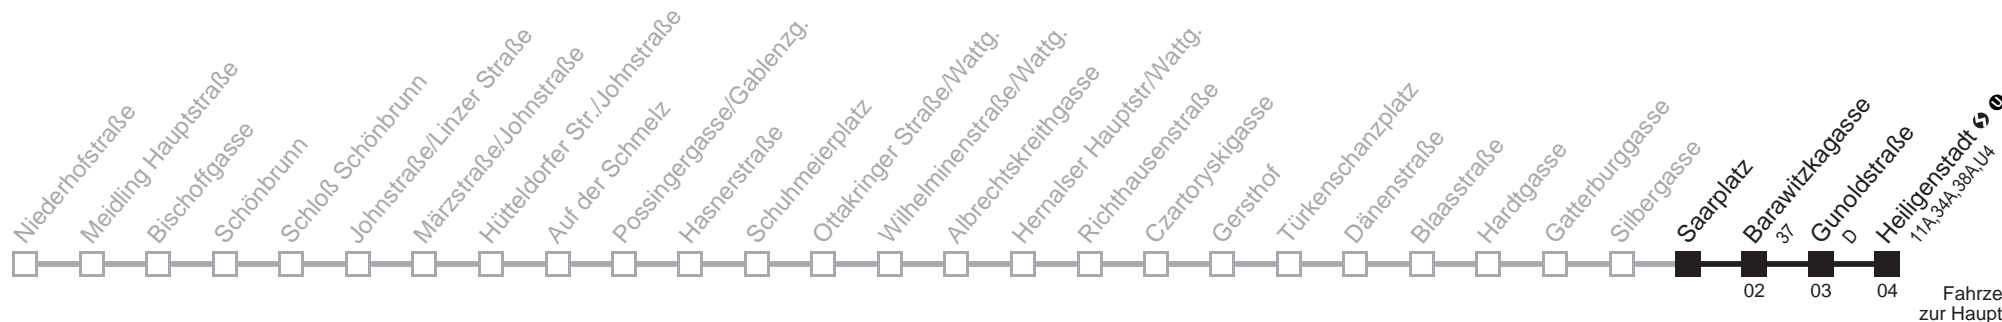 Niederhofstraße
Meidling Hauptstraße
Bischoffgasse
Schönbrunn
Schloß Schönbrunn
Johnstraße/Linzer Straße
Märzstraße/Johnstraße
Hütteldorfer Str./Johnstraße
Auf der Schmelz
Possingergasse/Gablenzg.
Hasnerstraße
Schuhmeierplatz
Ottakringer Straße/Wattg.
Wilhelminenstraße/Wattg.
Albrechtskreithgasse
Hernalser Hauptstr/Wattg.
Richthausenstraße
Czartoryskigasse
Gersthof
Türkenschanzplatz
Dänenstraße
Blaasstraße
Hardtgasse
Gatterburggasse
Silbergasse
Saarplatz
Barawitzkagasse
37
Gunoldstraße
D
Heiligenstadt S U
11A,34A,38A,U4
02 03 04
Fahrze
zur Haupt